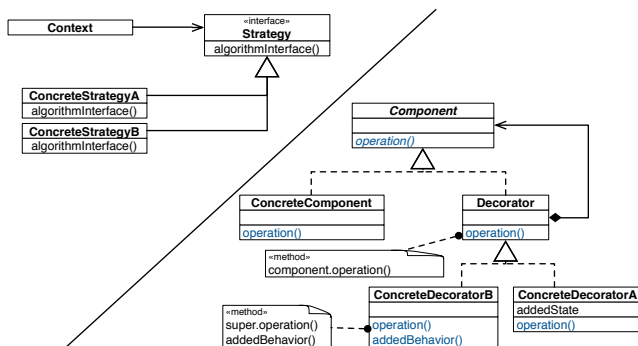 Context
«interface»
Strategy
algorithmInterface()
ConcreteStrategyA
algorithmInterface()
ConcreteStrategyB
algorithmInterface()
Component
operation()
ConcreteComponent
operation()
Decorator
operation()
«method»
component.operation()
ConcreteDecoratorB
operation()
addedBehavior()
ConcreteDecoratorA
addedState
operation()
«method»
super.operation()
addedBehavior()